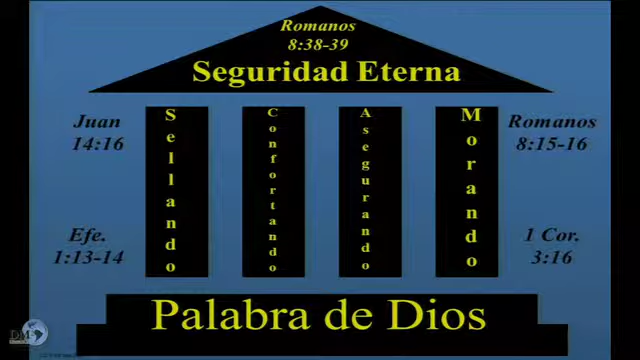 Romanos
8:38-39
Seguridad Eterna
Juan
14:16
Sellando
Confortando
Asegurando
Morando
Romanos
8:15-16
Efe.
1:13-14
1 Cor.
3:16
Palabra de Dios